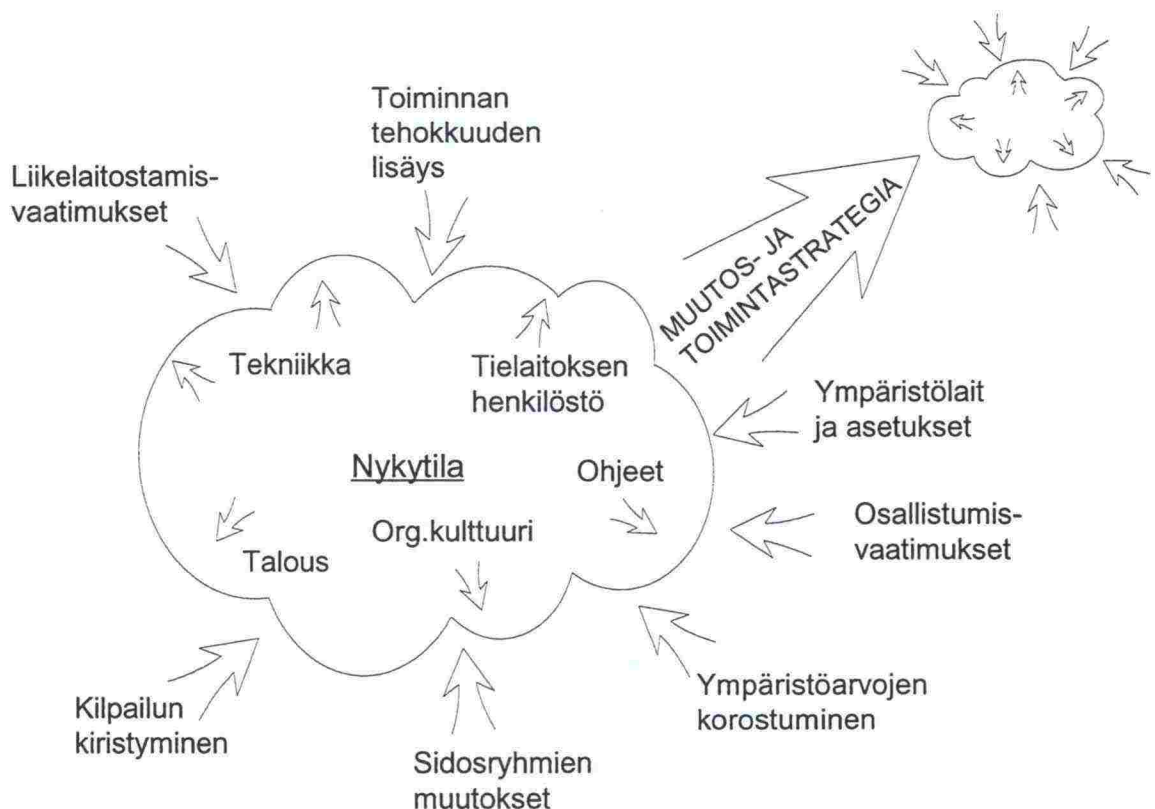 Toiminnan
tehokkuuden
lisäys
Liikelaitostamis-
vaatimukset
MUUTOS- JA
TOIMINTASTRATEGIA
Tekniikka
Tielaitoksen
henkilöstö
Ympäristölait
ja asetukset
Nykytila
Ohjeet
Org.kulttuuri
Talous
Osallistumis-
vaatimukset
Ympäristöarvojen
korostuminen
Kilpailun
kiristyminen
Sidosryhmien
muutokset